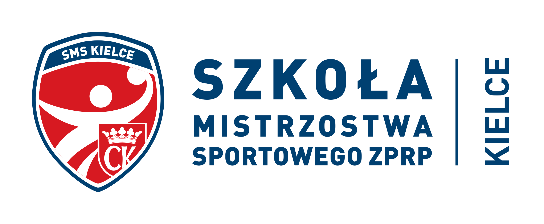 SMS KIELCE
CK
SZKOŁA
MISTRZOSTWA
SPORTOWEGO ZPRP
KIELCE